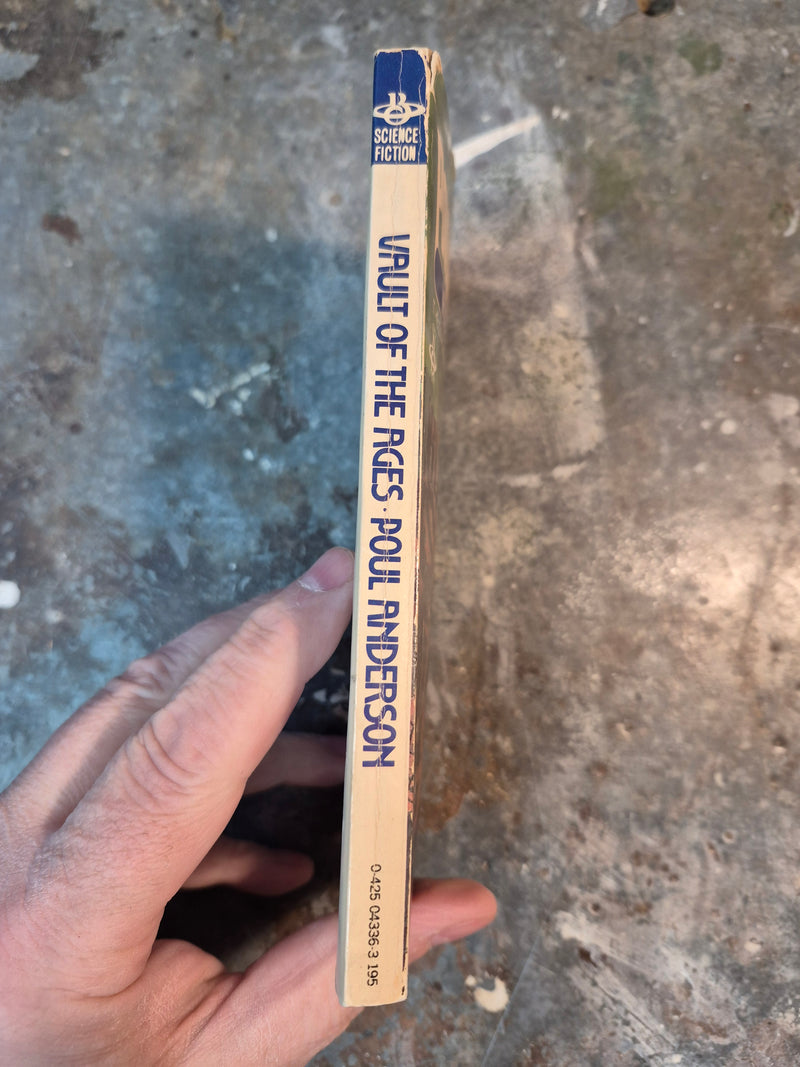 B
SCIENCE
FICTION
VAULT OF THE AGES · POUL ANDERSON
0-425 04336-3 195